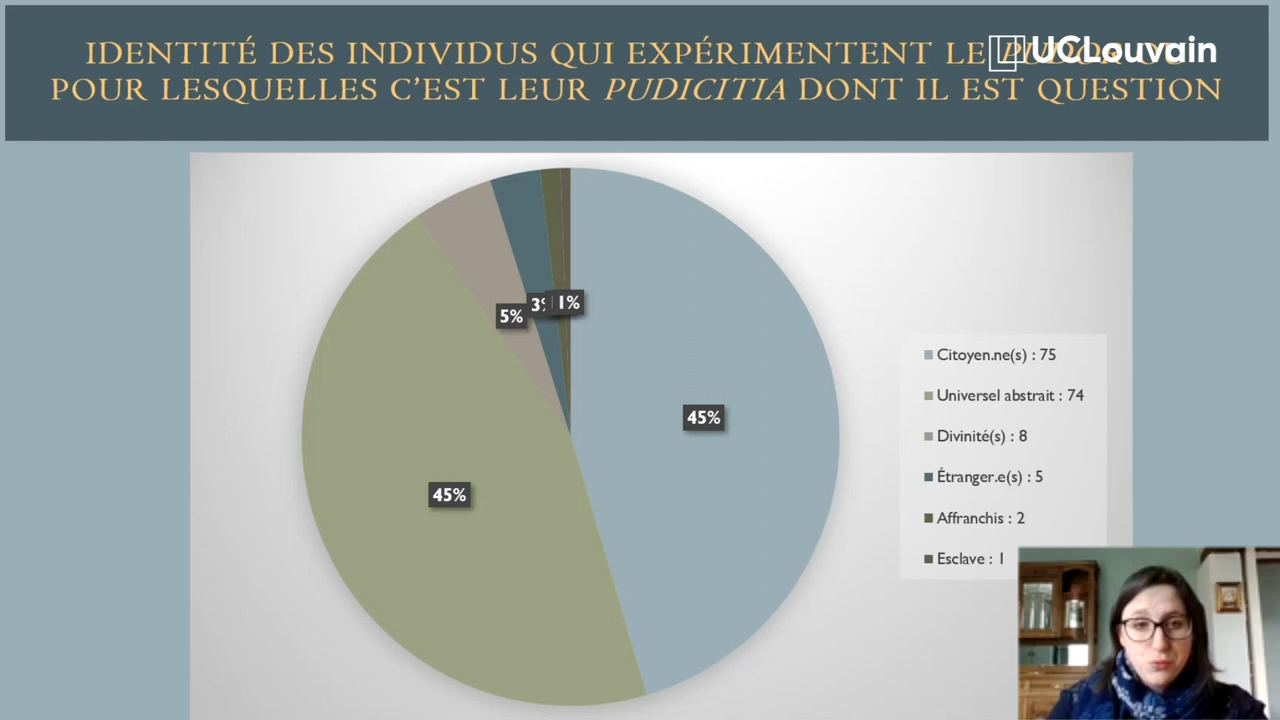 IDENTITÉ DES INDIVIDUS QUI EXPÉRIMENTENT LE
UCLouvain
POUR LESQUELLES C'EST LEUR PUDICITIA DONT IL EST QUESTION
5%
1%
45%
45%
Citoyen.ne(s) : 75
Universel abstrait : 74
Divinité(s) : 8
Étranger.e(s) : 5
Affranchis : 2
Esclave : 1